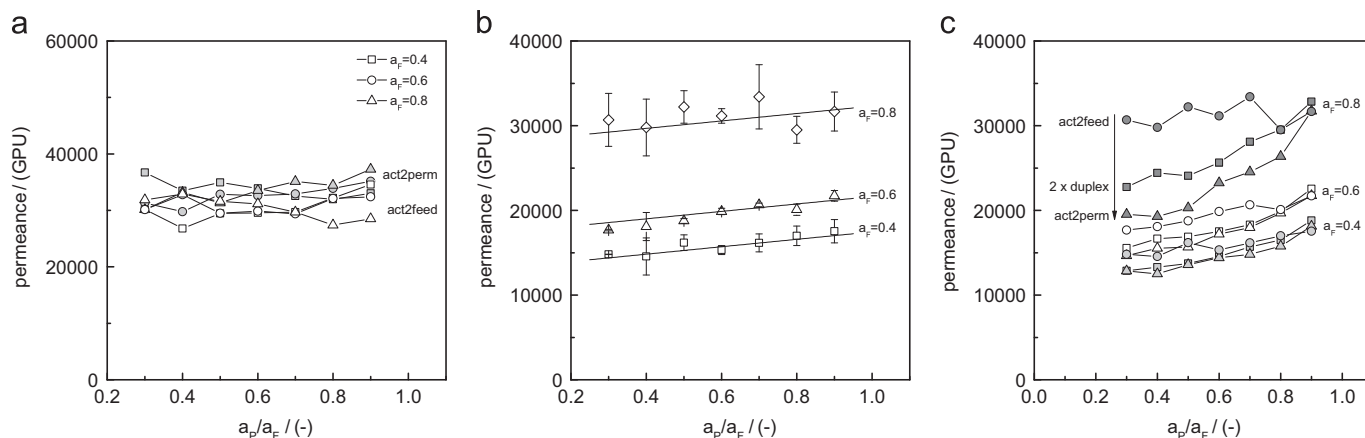 a
60000
40000
20000
0
permeance / (GPU)
a_F=0.4
a_F=0.6
a_F=0.8
act2perm
act2feed
0.2 0.4 0.6 0.8 1.0
a_P/a_F / (-)
b
40000
30000
20000
10000
0
permeance / (GPU)
a_F=0.8
a_F=0.6
a_F=0.4
0.2 0.4 0.6 0.8 1.0
a_P/a_F / (-)
c
40000
30000
20000
10000
0
permeance / (GPU)
act2feed
2 x duplex
act2perm
a_F=0.8
a_F=0.6
a_F=0.4
0.0 0.2 0.4 0.6 0.8 1.0
a_P/a_F / (-)